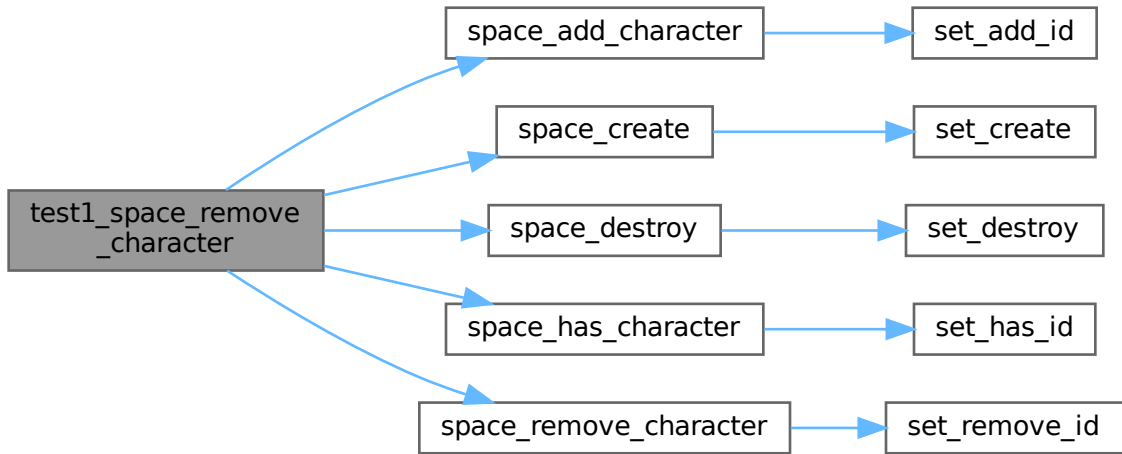 space_add_character
set_add_id
space_create
set_create
test1_space_remove
_character
space_destroy
set_destroy
space_has_character
set_has_id
space_remove_character
set_remove_id